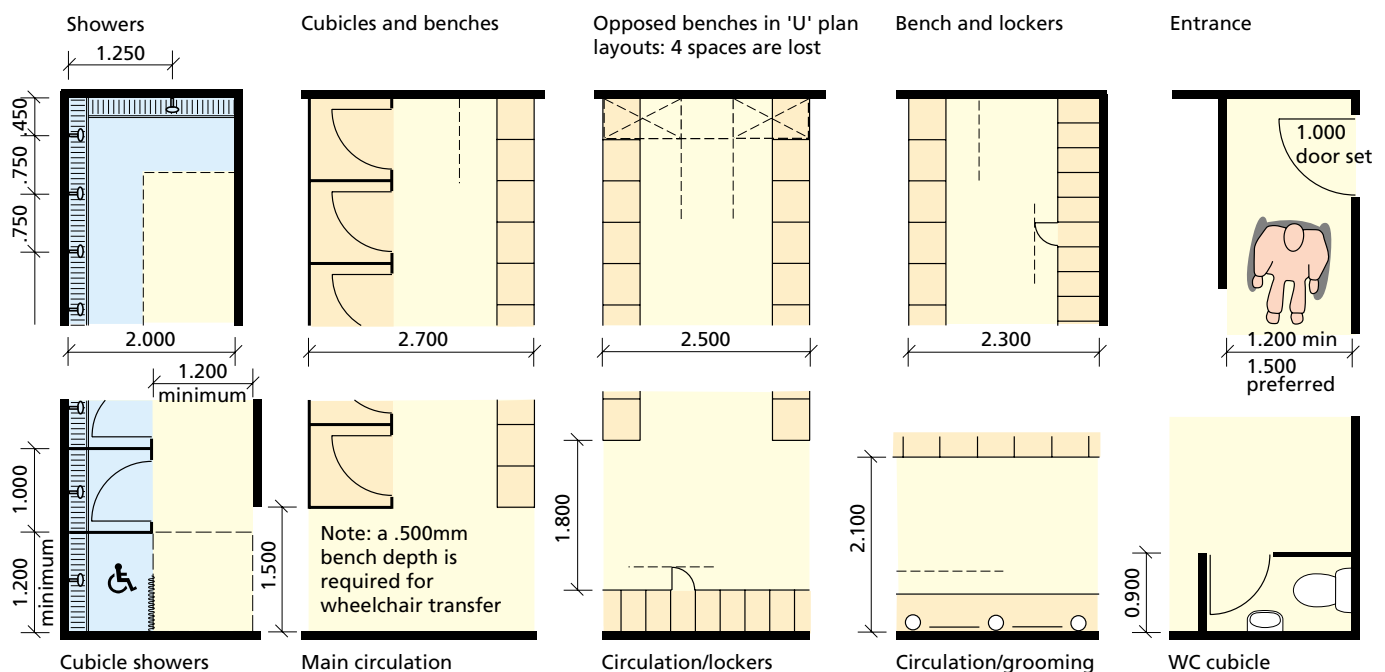 Showers
1.250
.450
.750
.750
2.000
Cubicles and benches
2.700
Opposed benches in 'U' plan
layouts: 4 spaces are lost
2.500
Bench and lockers
2.300
Entrance
1.000
door set
1.200 min
1.500
preferred
1.200
minimum
1.000
1.200
minimum
Cubicle showers
1.500
Note: a .500mm
bench depth is
required for
wheelchair transfer
Main circulation
1.800
Circulation/lockers
2.100
Circulation/grooming
0.900
WC cubicle